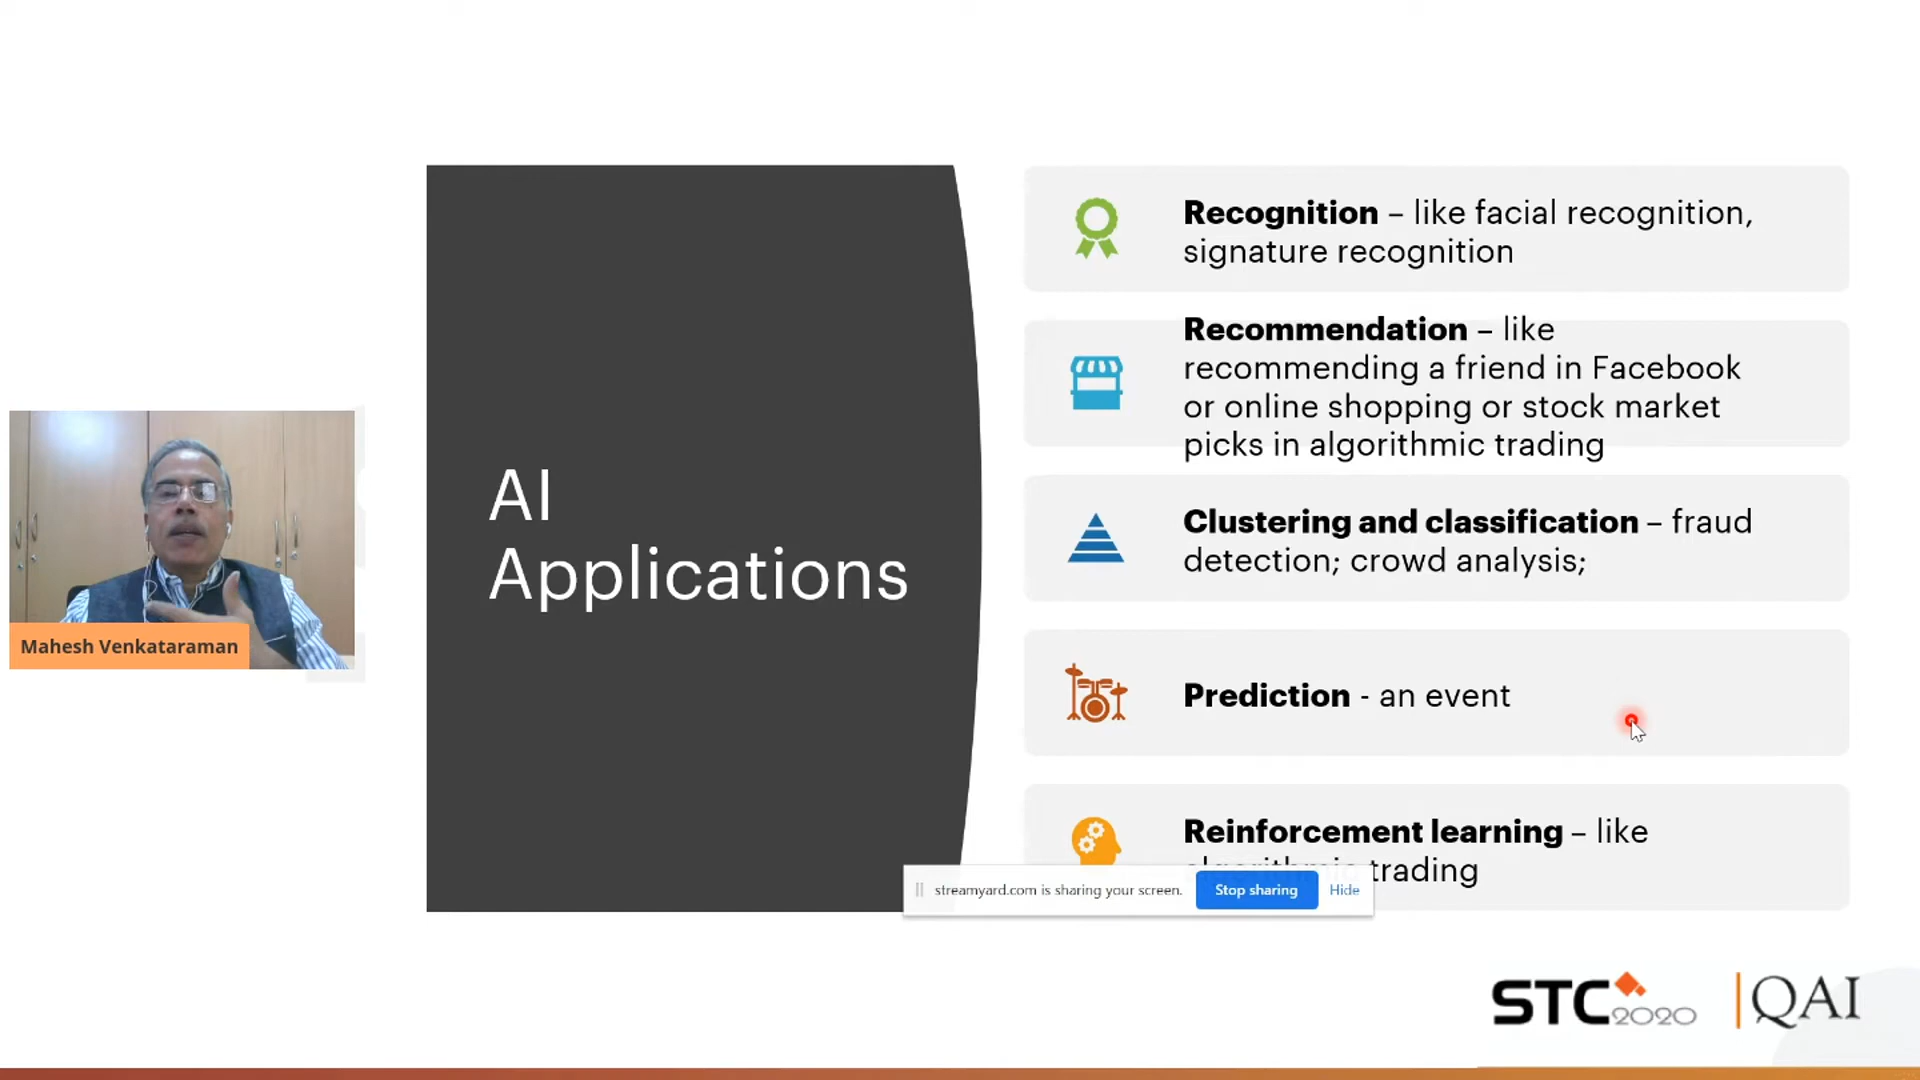 AI
Applications
Recognition – like facial recognition,
signature recognition
Recommendation – like
recommending a friend in Facebook
or online shopping or stock market
picks in algorithmic trading
Clustering and classification – fraud
detection; crowd analysis;
Prediction - an event
Reinforcement learning – like
trading
Mahesh Venkataraman
streamyard.com is sharing your screen.
Stop sharing
Hide
STC 2020
QAI